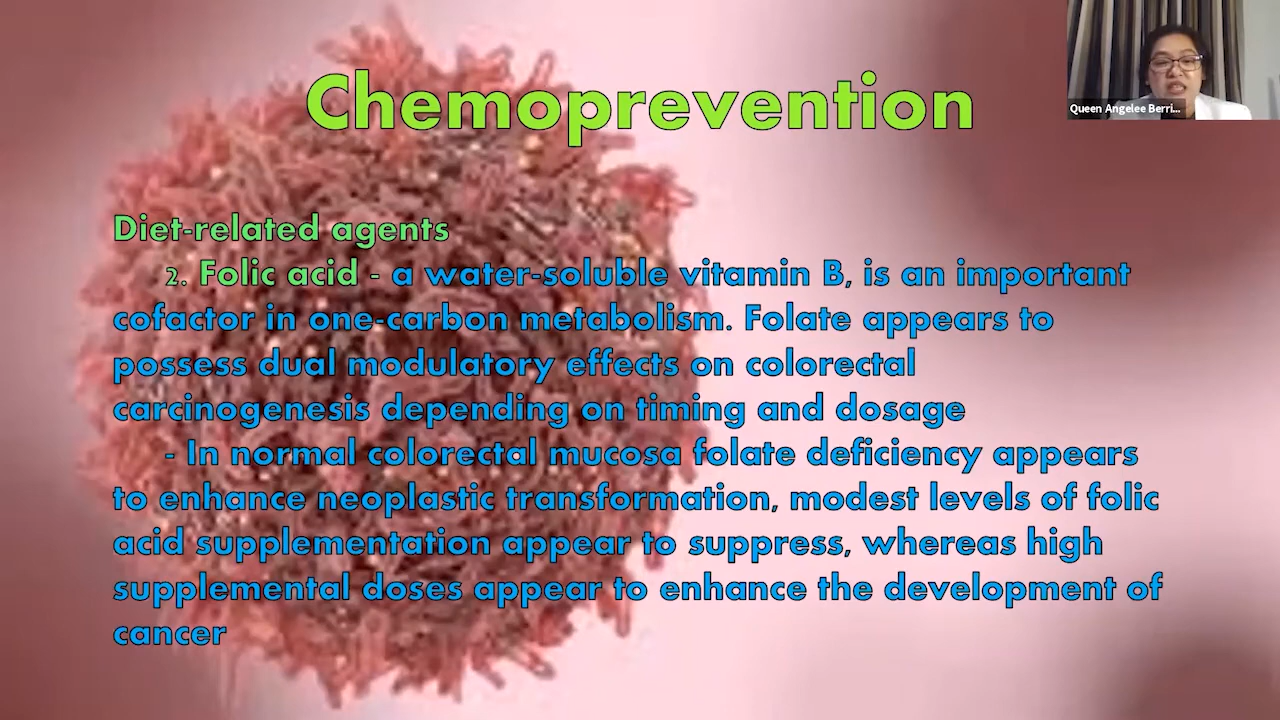 Chemoprevention
Queen Angelee Berri...
Diet-related agents
2. Folic acid - a water-soluble vitamin B, is an important
cofactor in one-carbon metabolism. Folate appears to
possess dual modulatory effects on colorectal
carcinogenesis depending on timing and dosage
- In normal colorectal mucosa folate deficiency appears
to enhance neoplastic transformation, modest levels of folic
acid supplementation appear to suppress, whereas high
supplemental doses appear to enhance the development of
cancer